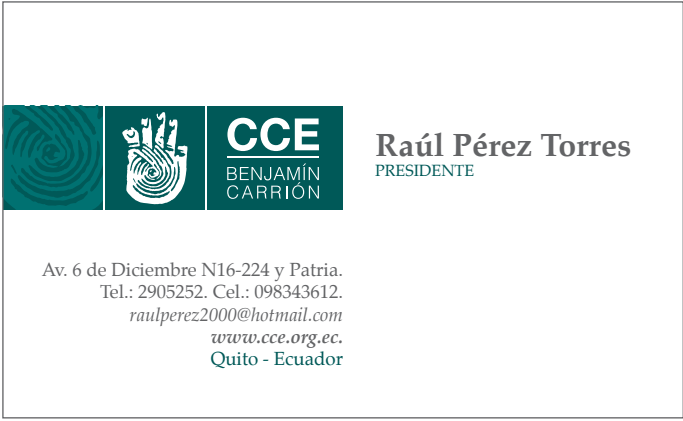 CCE
BENJAMÍN
CARRIÓN
Raúl Pérez Torres
PRESIDENTE
Av. 6 de Diciembre N16-224 y Patria.
Tel.: 2905252. Cel.: 098343612.
raulperez2000@hotmail.com
www.cce.org.ec.
Quito - Ecuador